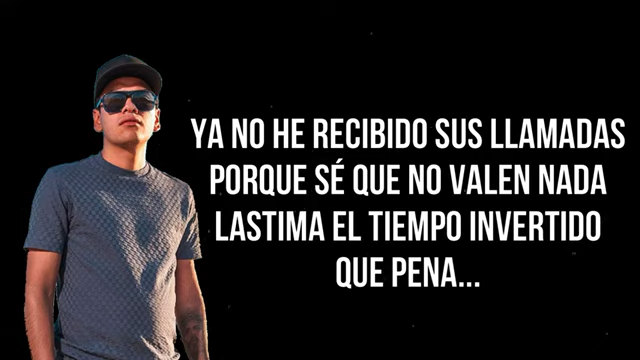 YA NO HE RECIBIDO SUS LLAMADAS
PORQUE SÉ QUE NO VALEN NADA
LASTIMA EL TIEMPO INVERTIDO
QUE PENA...